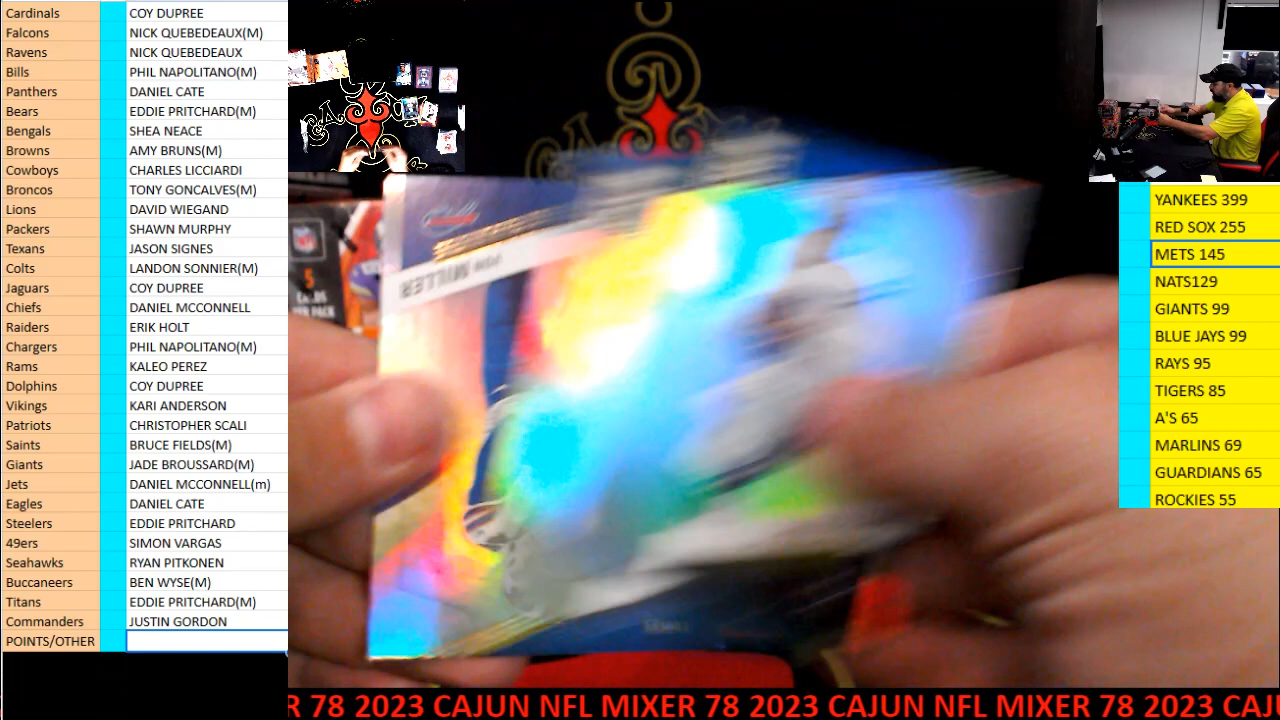 Cardinals COY DUPREE
Falcons NICK QUEBEDEAUX(M)
Ravens NICK QUEBEDEAUX
Bills PHIL NAPOLITANO(M)
Panthers DANIEL CATE
Bears EDDIE PRITCHARD(M)
Bengals SHEA NEACE
Browns AMY BRUNS(M)
Cowboys CHARLES LICCIARDI
Broncos TONY GONCALVES(M)
Lions DAVID WIEGAND
Packers SHAWN MURPHY
Texans JASON SIGNES
Colts LANDON SONNIER(M)
Jaguars COY DUPREE
Chiefs DANIEL MCCONNELL
Raiders ERIK HOLT
Chargers PHIL NAPOLITANO(M)
Rams KALEO PEREZ
Dolphins COY DUPREE
Vikings KARI ANDERSON
Patriots CHRISTOPHER SCALI
Saints BRUCE FIELDS(M)
Giants JADE BROUSSARD(M)
Jets DANIEL MCCONNELL(m)
Eagles DANIEL CATE
Steelers EDDIE PRITCHARD
49ers SIMON VARGAS
Seahawks RYAN PITKONEN
Buccaneers BEN WYSE(M)
Titans EDDIE PRITCHARD(M)
Commanders JUSTIN GORDON
POINTS/OTHER
VON MILLER
NFL
5
YANKEES 399
RED SOX 255
METS 145
NATS129
GIANTS 99
BLUE JAYS 99
RAYS 95
TIGERS 85
A'S 65
MARLINS 69
GUARDIANS 65
ROCKIES 55
R 78 2023 CAJUN NFL MIXER 78 2023 CAJUN NFL MIXER 78 2023 CAJ